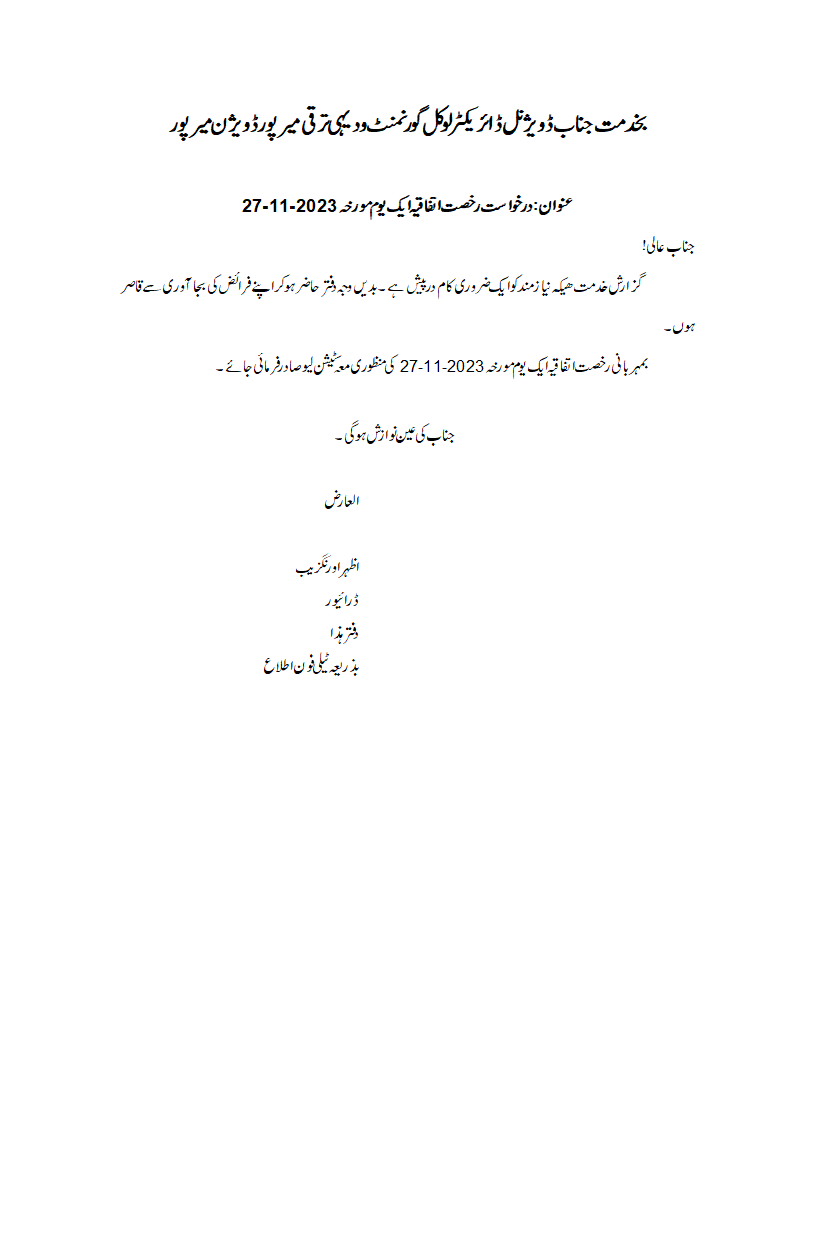 بخدمت جناب ڈویژنل ڈائریکٹر لوکل گورنمنٹ و دیہی ترقی میرپور ڈویژن میرپور
عنوان: درخواست رخصت اتفاقیہ ایک یوم مورخہ 27-11-2023
جناب عالی!
گزارش خدمت ھیکہ نیازمند کو ایک ضروری کام درپیش ہے۔ بدیں وجہ دفتر حاضر ہو کر اپنے فرائض کی بجا آوری سے قاصر
ہوں۔
بمہربانی رخصت اتفاقیہ ایک یوم مورخہ 27-11-2023 کی منظوری معہ سٹیشن لیو صادر فرمائی جائے۔
جناب کی عین نوازش ہوگی۔
العارض
اظہر اورنگزیب
ڈرائیور
دفتر ہذا
بذریعہ ٹیلی فون اطلاع